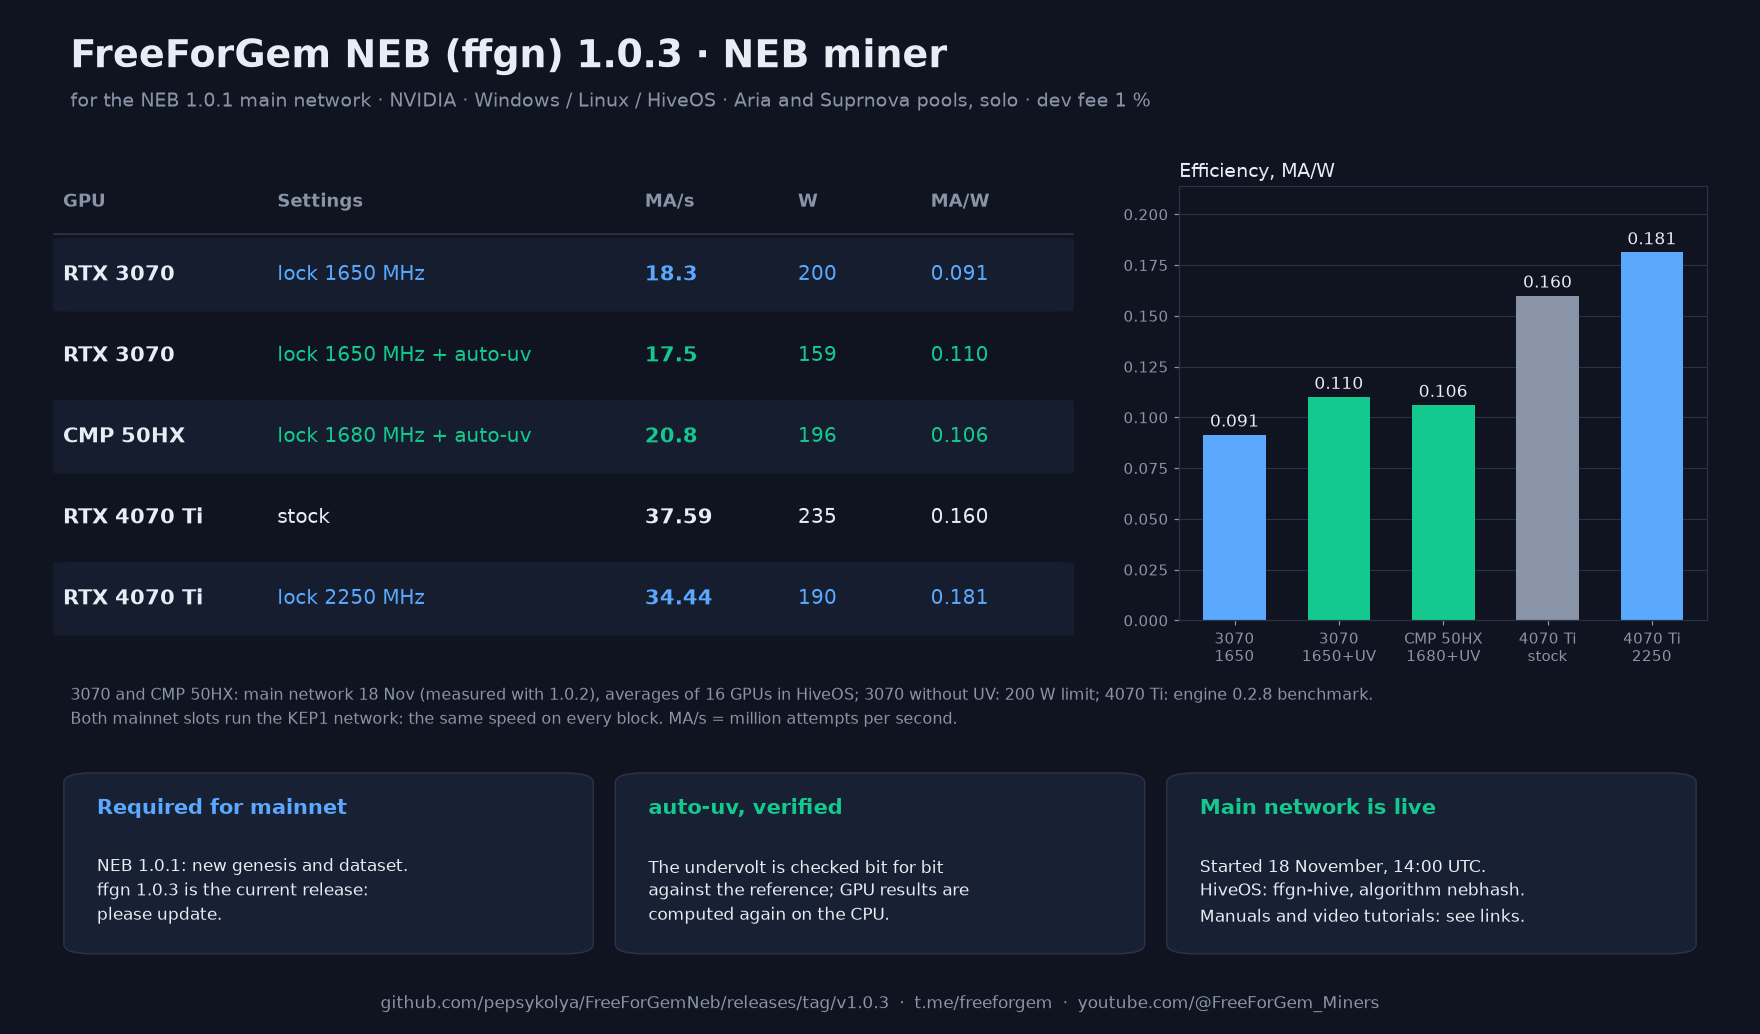 FreeForGem NEB (ffgn) 1.0.3 · NEB miner
for the NEB 1.0.1 main network · NVIDIA · Windows / Linux / HiveOS · Aria and Suprnova pools, solo · dev fee 1 %
GPU Settings MA/s W MA/W
RTX 3070 lock 1650 MHz 18.3 200 0.091
RTX 3070 lock 1650 MHz + auto-uv 17.5 159 0.110
CMP 50HX lock 1680 MHz + auto-uv 20.8 196 0.106
RTX 4070 Ti stock 37.59 235 0.160
RTX 4070 Ti lock 2250 MHz 34.44 190 0.181
Efficiency, MA/W
0.200
0.175
0.150
0.125
0.100
0.075
0.050
0.025
0.000
0.091
0.110
0.106
0.160
0.181
3070
1650
3070
1650+UV
CMP 50HX
1680+UV
4070 Ti
stock
4070 Ti
2250
3070 and CMP 50HX: main network 18 Nov (measured with 1.0.2), averages of 16 GPUs in HiveOS; 3070 without UV: 200 W limit; 4070 Ti: engine 0.2.8 benchmark.
Both mainnet slots run the KEP1 network: the same speed on every block. MA/s = million attempts per second.
Required for mainnet
NEB 1.0.1: new genesis and dataset.
ffgn 1.0.3 is the current release:
please update.
auto-uv, verified
The undervolt is checked bit for bit
against the reference; GPU results are
computed again on the CPU.
Main network is live
Started 18 November, 14:00 UTC.
HiveOS: ffgn-hive, algorithm nebhash.
Manuals and video tutorials: see links.
github.com/pepsykolya/FreeForGemNeb/releases/tag/v1.0.3 · t.me/freeforgem · youtube.com/@FreeForGem_Miners